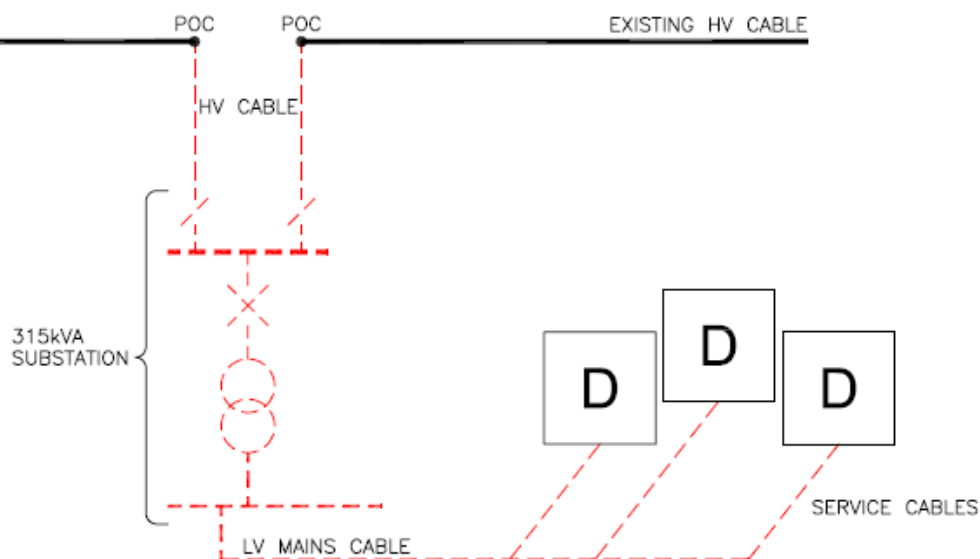 POC
POC
EXISTING HV CABLE
HV CABLE
315kVA
SUBSTATION
D
D
D
SERVICE CABLES
LV MAINS CABLE